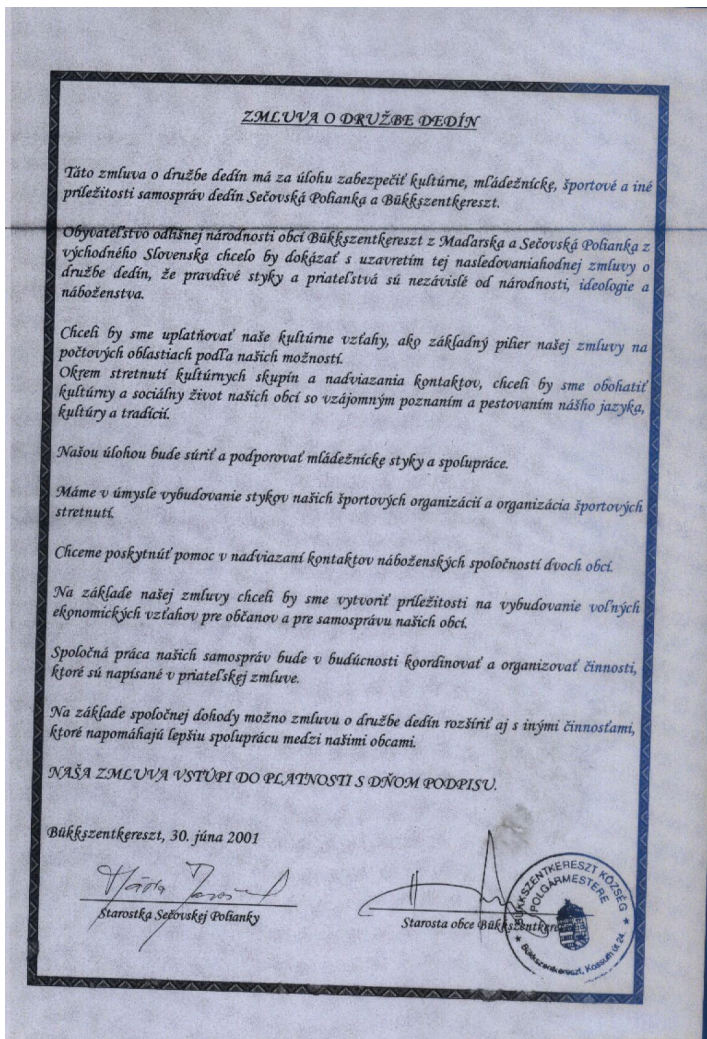 ZMLUVA O DRUŽBE DEDÍN
Táto zmluva o družbe dedín má za úlohu zabezpečiť kultúrne, mládežnícke, športové a iné
príležitosti samospráv dedín Sečovská Polianka a Bükkszentkereszt.
Obyvateľstvo odlišnej národnosti obcí Bükkszentkereszt z Maďarska a Sečovská Polianka z
východného Slovenska chcelo by dokázať s uzavretím tej nasledovaniahodnej zmluvy o
družbe dedín, že pravdivé styky a priateľstvá sú nezávislé od národnosti, ideologie a
náboženstva.
Chceli by sme uplatňovať naše kultúrne vzťahy, ako základný pilier našej zmluvy na
počtových oblastiach podľa našich možností.
Okrem stretnutí kultúrnych skupín a nadviazania kontaktov, chceli by sme obohatiť
kultúrny a sociálny život našich obcí so vzájomným poznaním a pestovaním nášho jazyka,
kultúry a tradícií.
Našou úlohou bude súriť a podporovať mládežnícke styky a spolupráce.
Máme v úmysle vybudovanie stykov našich športových organizácií a organizácia športových
stretnutí.
Chceme poskytnúť pomoc v nadviazaní kontaktov náboženských spoločností dvoch obcí.
Na základe našej zmluvy chceli by sme vytvoriť príležitosti na vybudovanie voľných
ekonomických vzťahov pre občanov a pre samosprávu našich obcí.
Spoločná práca našich samospráv bude v budúcnosti koordinovať a organizovať činnosti,
ktoré sú napísané v priateľskej zmluve.
Na základe spoločnej dohody možno zmluvu o družbe dedín rozšíriť aj s inými činnosťami,
ktoré napomáhajú lepšiu spoluprácu medzi našimi obcami.
NAŠA ZMLUVA VSTÚPI DO PLATNOSTI S DŇOM PODPISU.
Bükkszentkereszt, 30. júna 2001
Starostka Sečovskej Polianky
Starosta obce Bükkszentkereszt
BÜKKSZENTKERESZT KÖZSÉG
POLGÁRMESTERE
Bükkszentkereszt, Kossuth út 24.